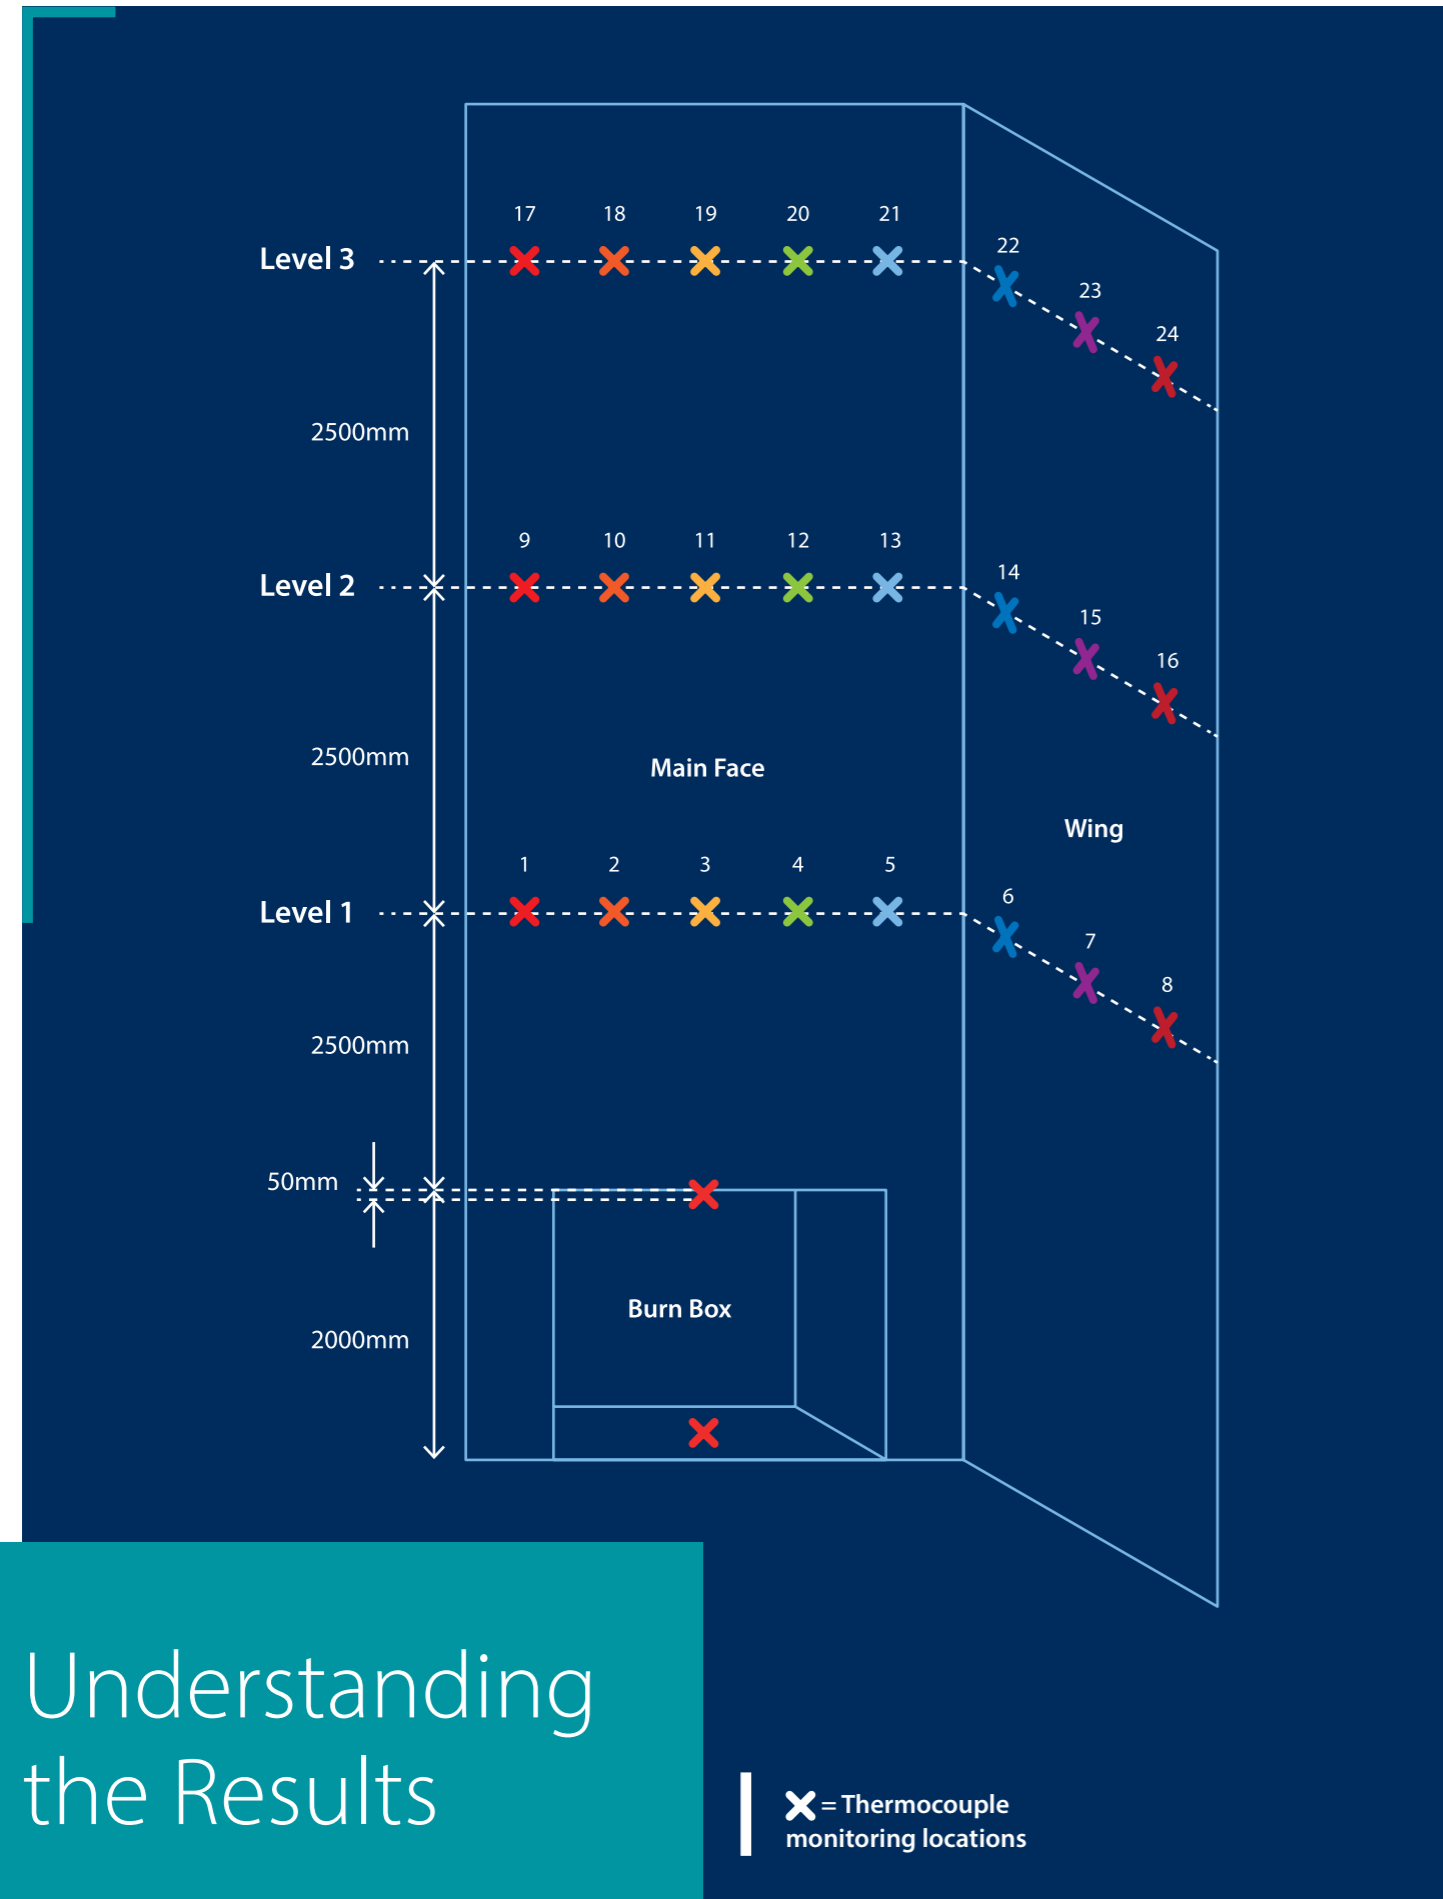 17 18 19 20 21
Level 3
22
23
24
2500mm
9 10 11 12 13
Level 2
14
15
16
2500mm
Main Face
Wing
1 2 3 4 5
Level 1
6
7
8
2500mm
50mm
Burn Box
2000mm
Understanding
the Results
= Thermocouple
monitoring locations